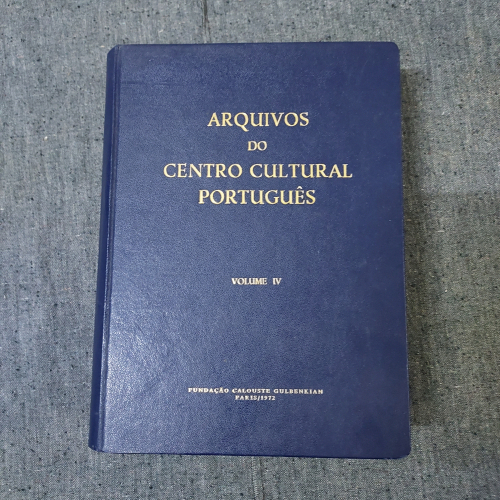 ARQUIVOS
DO
CENTRO CULTURAL
PORTUGUÊS
VOLUME IV
FUNDAÇÃO CALOUSTE GULBENKIAN
PARIS/1972